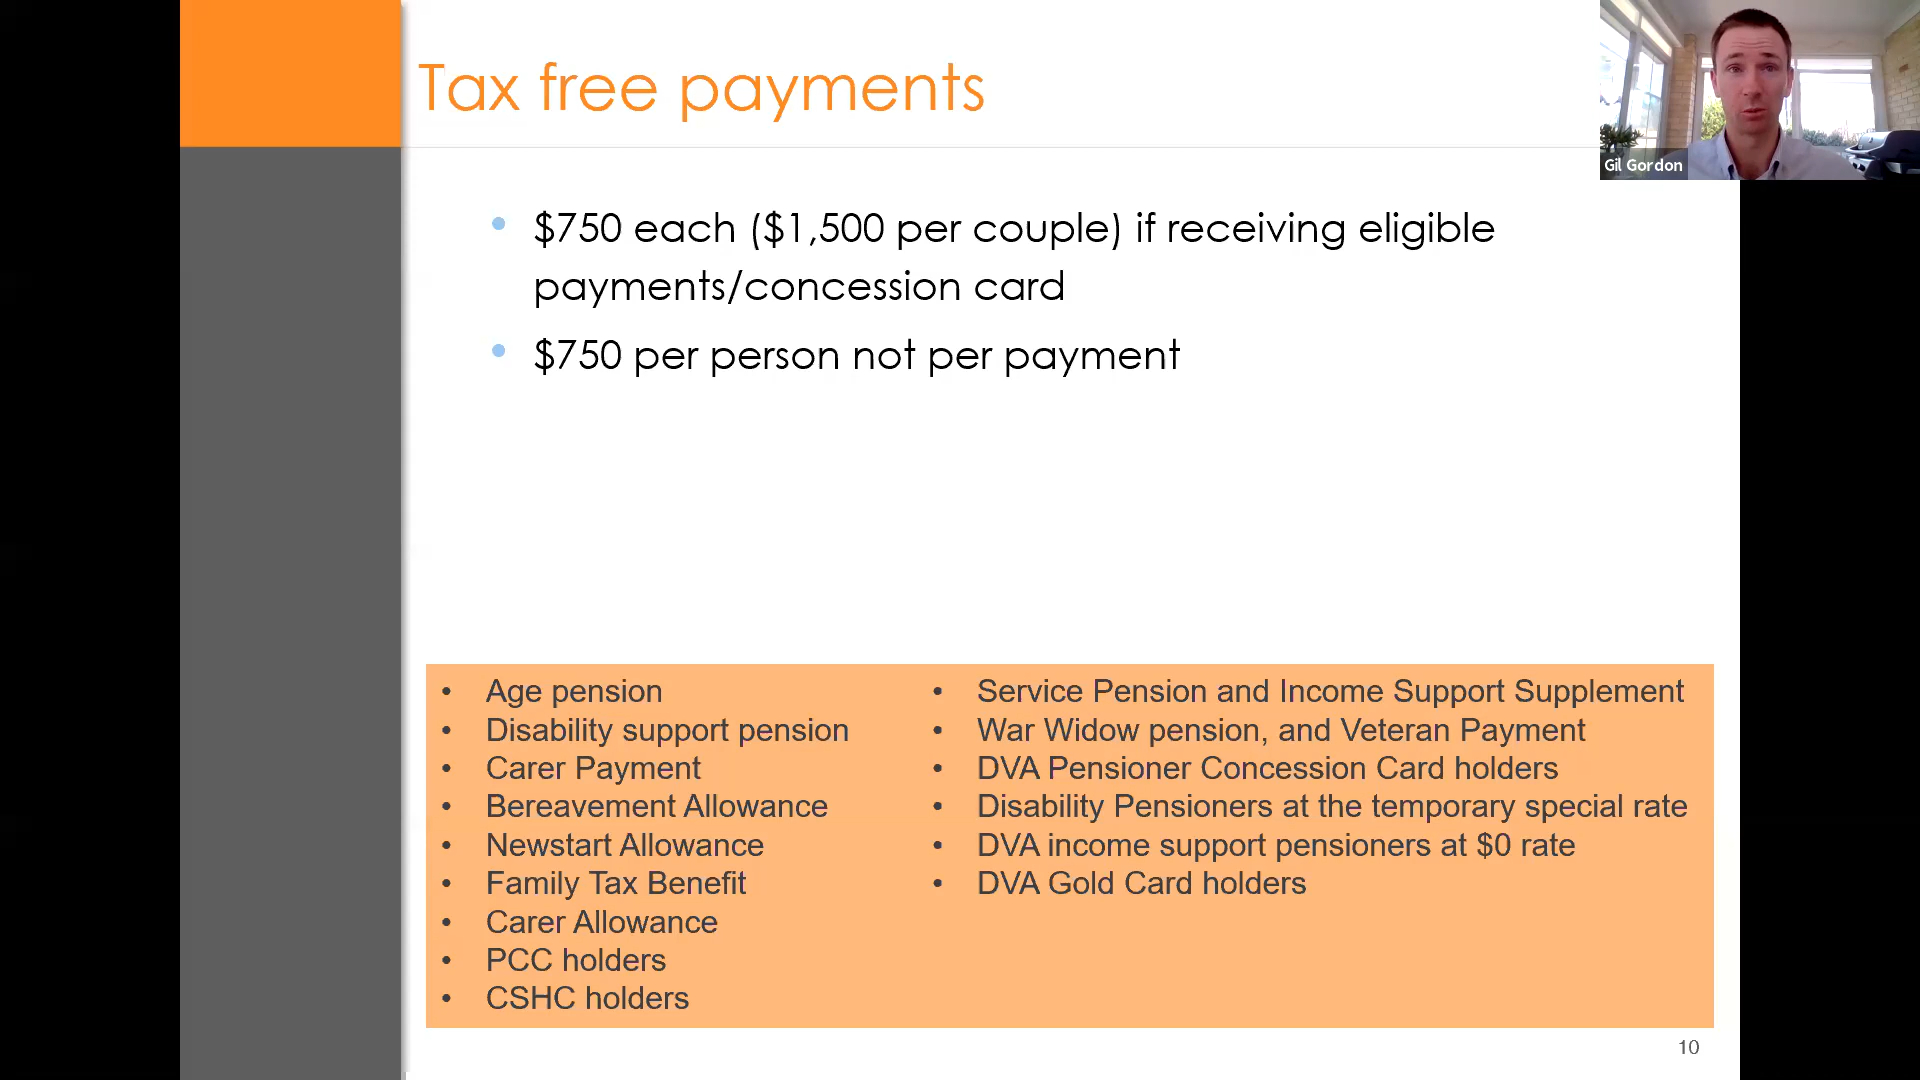 Tax free payments
Gil Gordon
• $750 each ($1,500 per couple) if receiving eligible
payments/concession card
• $750 per person not per payment
• Age pension
• Disability support pension
• Carer Payment
• Bereavement Allowance
• Newstart Allowance
• Family Tax Benefit
• Carer Allowance
• PCC holders
• CSHC holders
• Service Pension and Income Support Supplement
• War Widow pension, and Veteran Payment
• DVA Pensioner Concession Card holders
• Disability Pensioners at the temporary special rate
• DVA income support pensioners at $0 rate
• DVA Gold Card holders
10